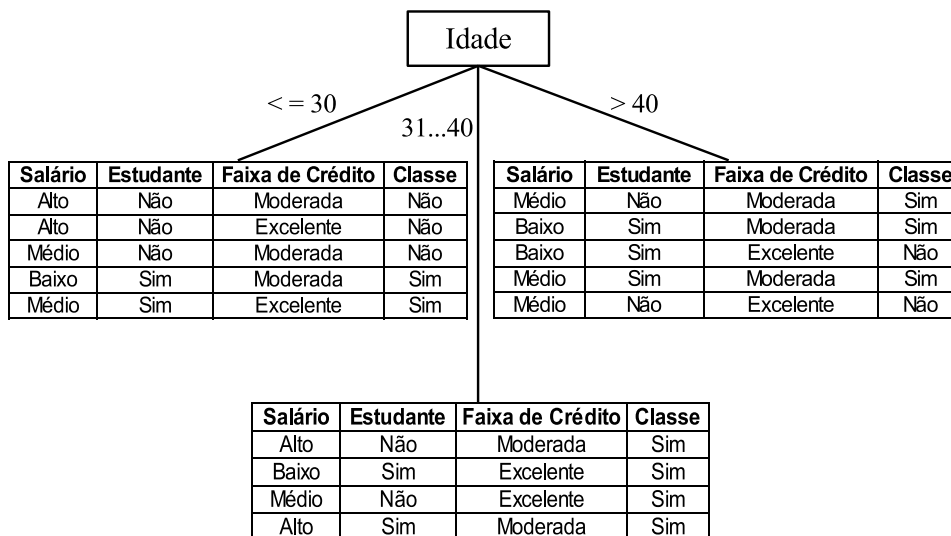 Idade
< = 30
31...40
> 40
Salário Estudante Faixa de Crédito Classe
Alto Não Moderada Não
Alto Não Excelente Não
Médio Não Moderada Não
Baixo Sim Moderada Sim
Médio Sim Excelente Sim
Salário Estudante Faixa de Crédito Classe
Médio Não Moderada Sim
Baixo Sim Moderada Sim
Baixo Sim Excelente Não
Médio Sim Moderada Sim
Médio Não Excelente Não
Salário Estudante Faixa de Crédito Classe
Alto Não Moderada Sim
Baixo Sim Excelente Sim
Médio Não Excelente Sim
Alto Sim Moderada Sim